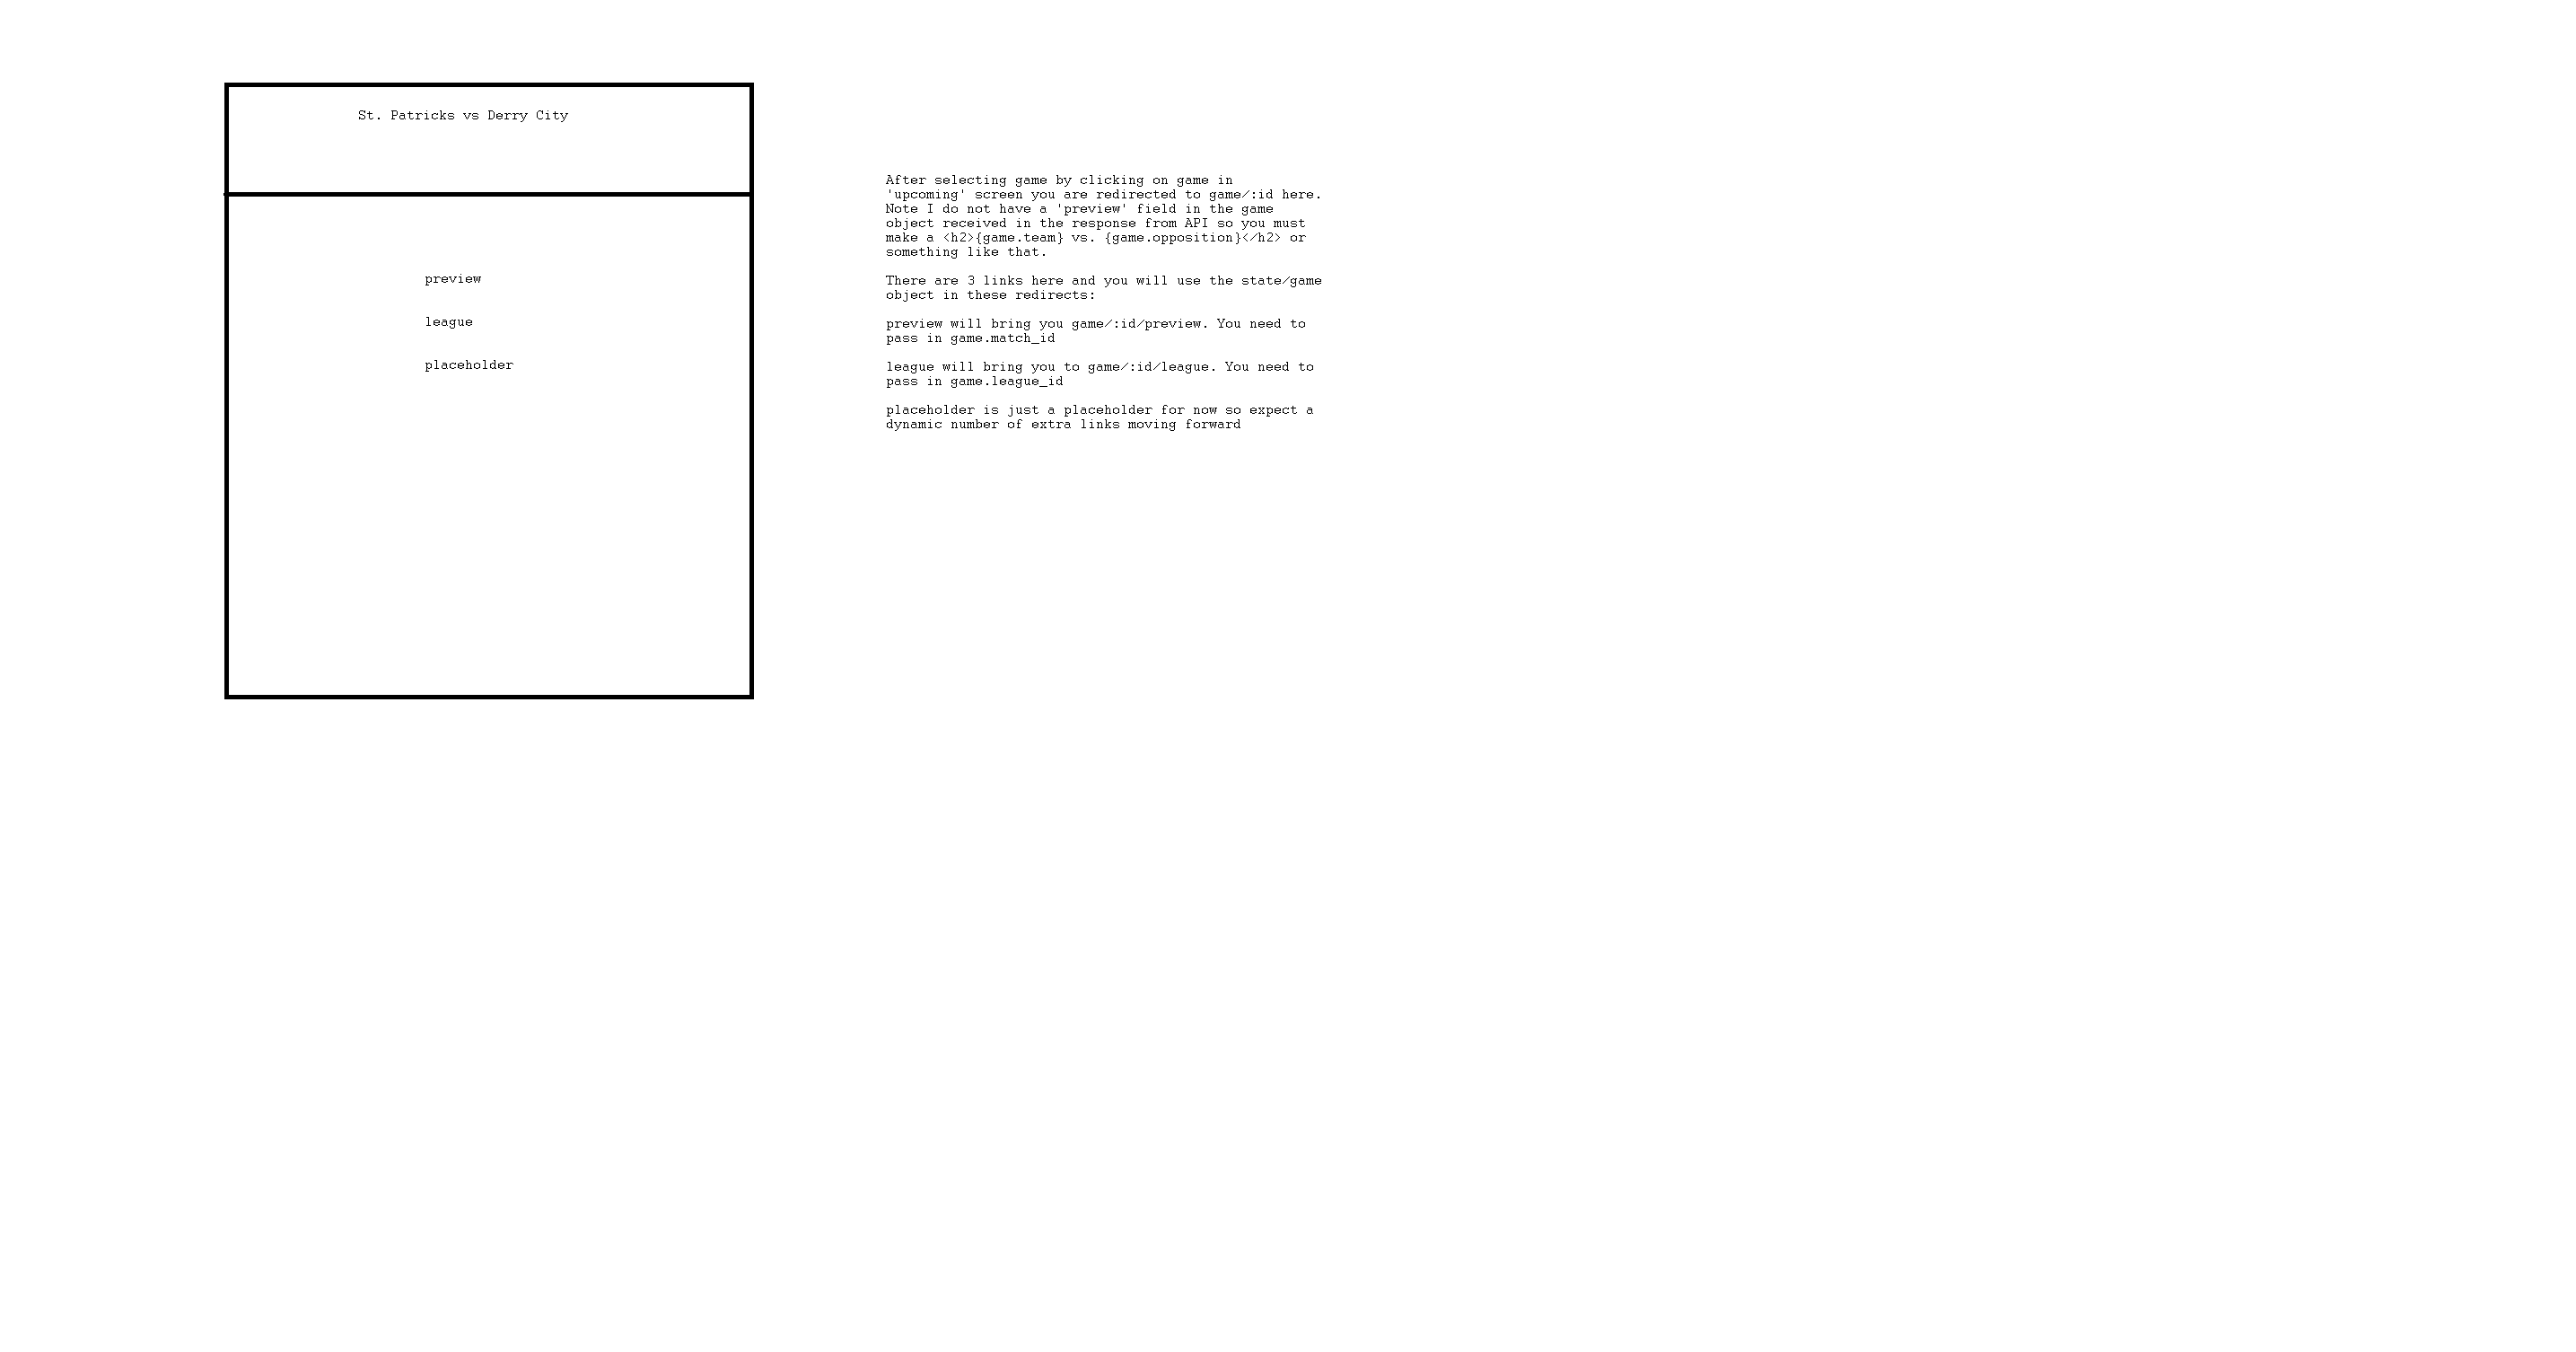 St. Patricks vs Derry City
preview
league
placeholder
After selecting game by clicking on game in
'upcoming' screen you are redirected to game/:id here.
Note I do not have a 'preview' field in the game
object received in the response from API so you must
make a <h2>{game.team} vs. {game.opposition}</h2> or
something like that.
There are 3 links here and you will use the state/game
object in these redirects:
preview will bring you game/:id/preview. You need to
pass in game.match_id
league will bring you to game/:id/league. You need to
pass in game.league_id
placeholder is just a placeholder for now so expect a
dynamic number of extra links moving forward